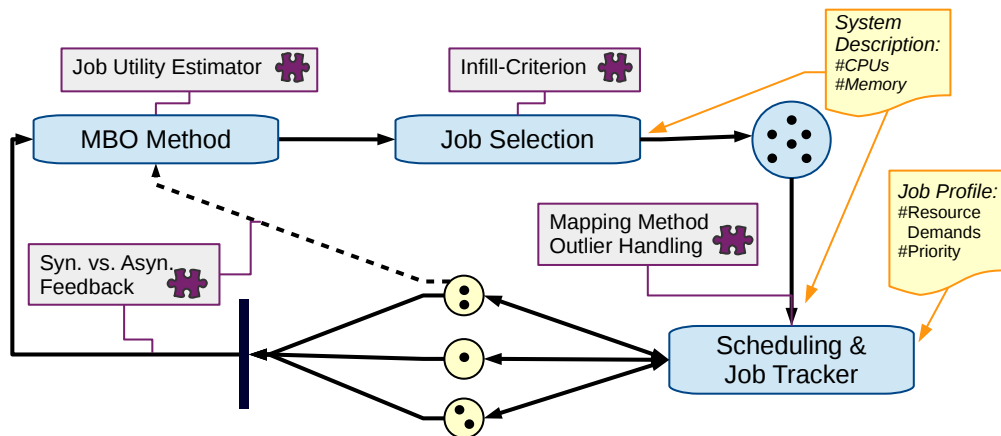 System
Description:
#CPUs
#Memory
Job Utility Estimator
Infill-Criterion
MBO Method
Job Selection
Job Profile:
#Resource
Demands
#Priority
Mapping Method
Outlier Handling
Syn. vs. Asyn.
Feedback
Scheduling &
Job Tracker